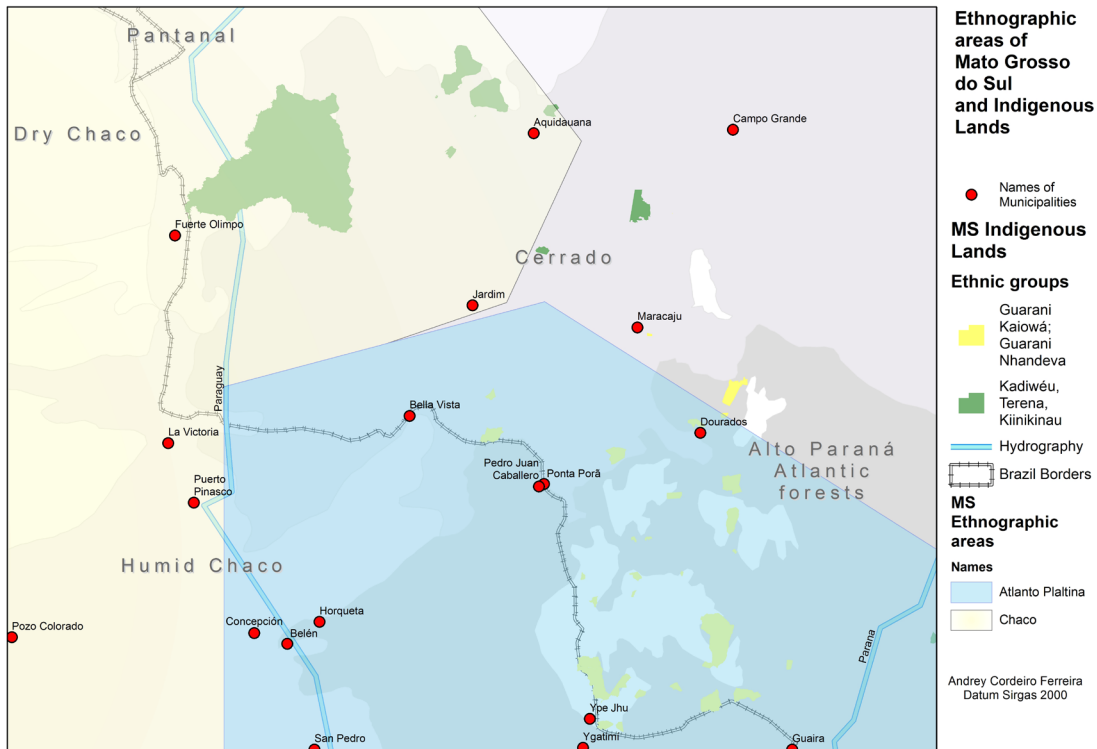 Pantanal
Dry Chaco
Aquidauana
Campo Grande
Fuerte Olimpo
Cerrado
Jardim
Maracaju
Paraguay
Bella Vista
La Victoria
Dourados
Alto Paraná
Atlantic
forests
Pedro Juan
Caballero
Ponta Porã
Puerto
Pinasco
Humid Chaco
Horqueta
Concepción
Belén
Pozo Colorado
Parana
Ype Jhu
Ygatimi
San Pedro
Guaira
Ethnographic
areas of
Mato Grosso
do Sul
and Indigenous
Lands
Names of
Municipalities
MS Indigenous
Lands
Ethnic groups
Guarani
Kaiowá;
Guarani
Nhandeva
Kadiwéu,
Terena,
Kiinikinau
Hydrography
Brazil Borders
MS
Ethnographic
areas
Names
Atlanto Plaltina
Chaco
Andrey Cordeiro Ferreira
Datum Sirgas 2000